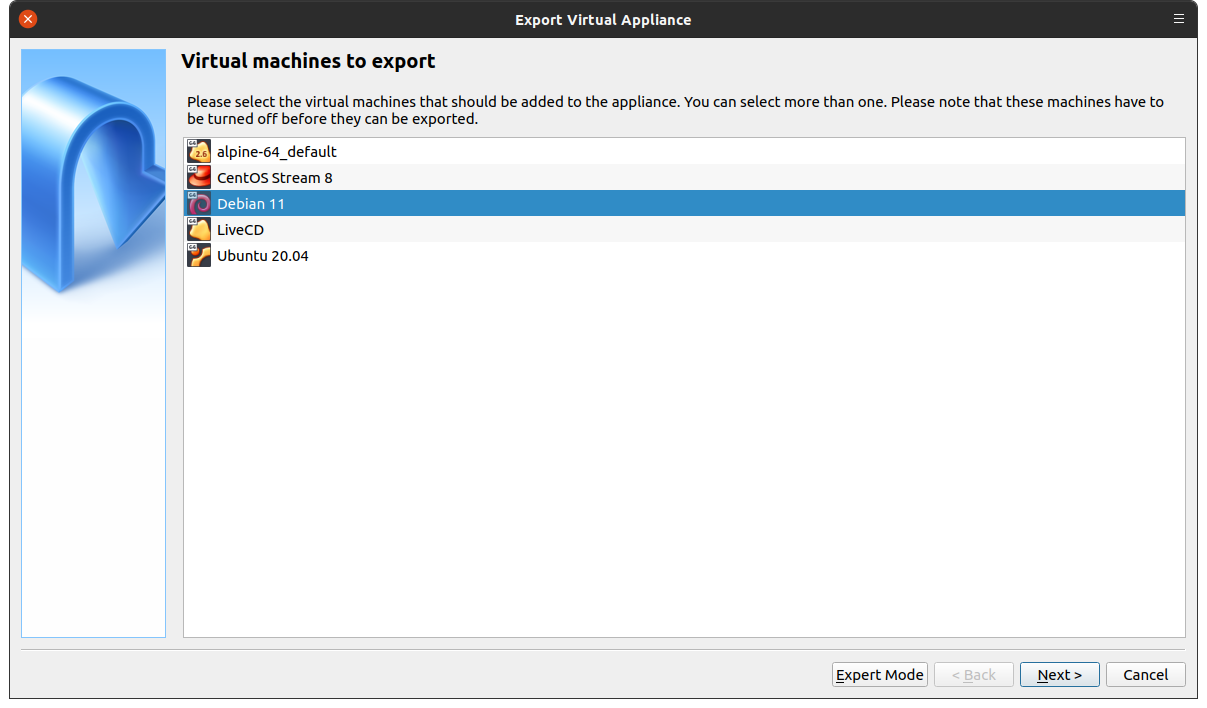 Export Virtual Appliance
Virtual machines to export
Please select the virtual machines that should be added to the appliance. You can select more than one. Please note that these machines have to
be turned off before they can be exported.
64 2.6 alpine-64_default
64 CentOS Stream 8
64 Debian 11
64 LiveCD
64 Ubuntu 20.04
Expert Mode < Back Next > Cancel